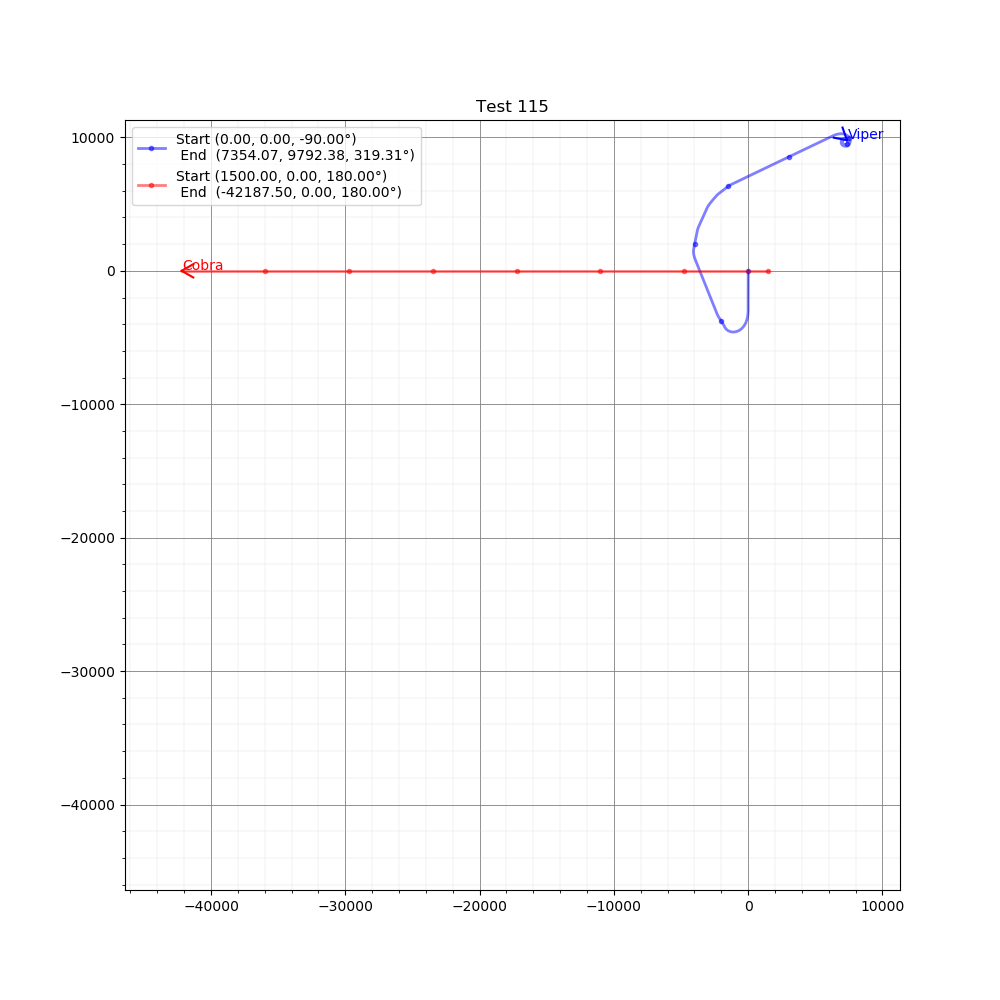 Test 115
Start (0.00, 0.00, -90.00°)
End (7354.07, 9792.38, 319.31°)
Start (1500.00, 0.00, 180.00°)
End (-42187.50, 0.00, 180.00°)
Viper
Cobra
10000
0
−10000
−20000
−30000
−40000
−40000
−30000
−20000
−10000
0
10000